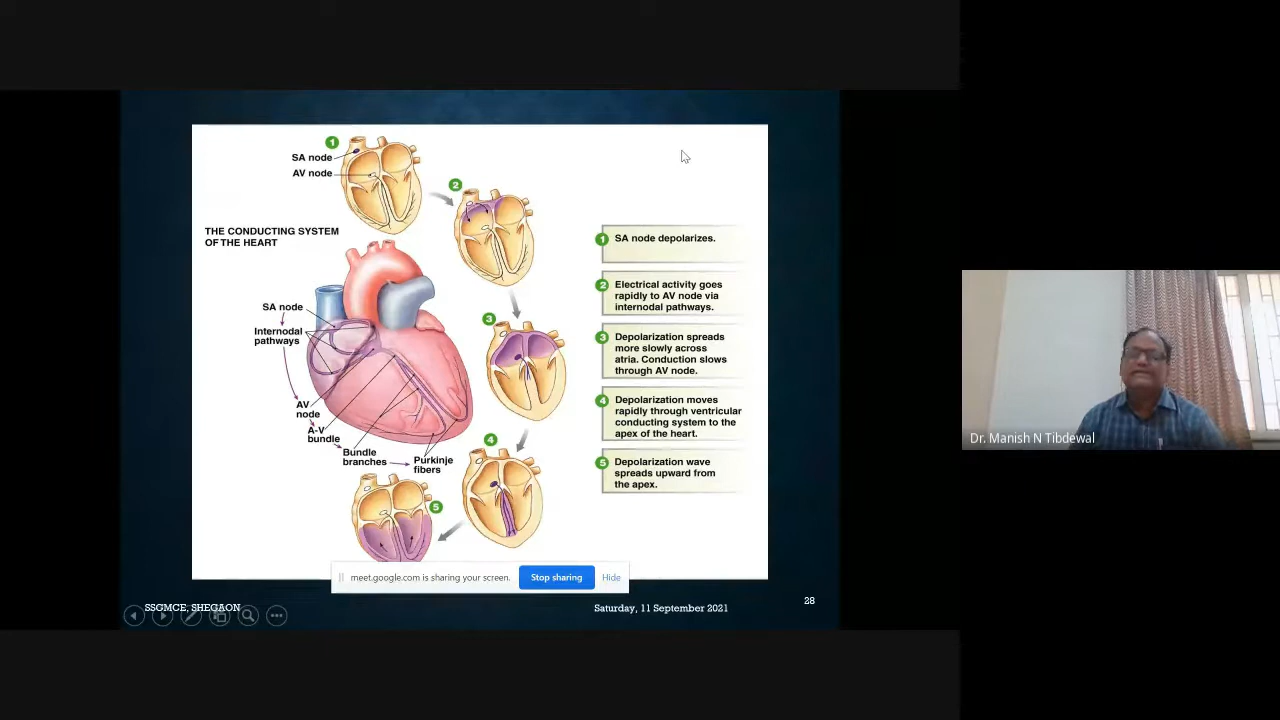 1
SA node
AV node
2
THE CONDUCTING SYSTEM
OF THE HEART
SA node
Internodal
pathways
3
AV
node
A-V
bundle
Bundle
branches
Purkinje
fibers
4
5
1 SA node depolarizes.
2 Electrical activity goes
rapidly to AV node via
internodal pathways.
3 Depolarization spreads
more slowly across
atria. Conduction slows
through AV node.
4 Depolarization moves
rapidly through ventricular
conducting system to the
apex of the heart.
5 Depolarization wave
spreads upward from
the apex.
meet.google.com is sharing your screen. Stop sharing Hide
SSGMCE, SHEGAON
Saturday, 11 September 2021
28
Dr. Manish N Tibdewal